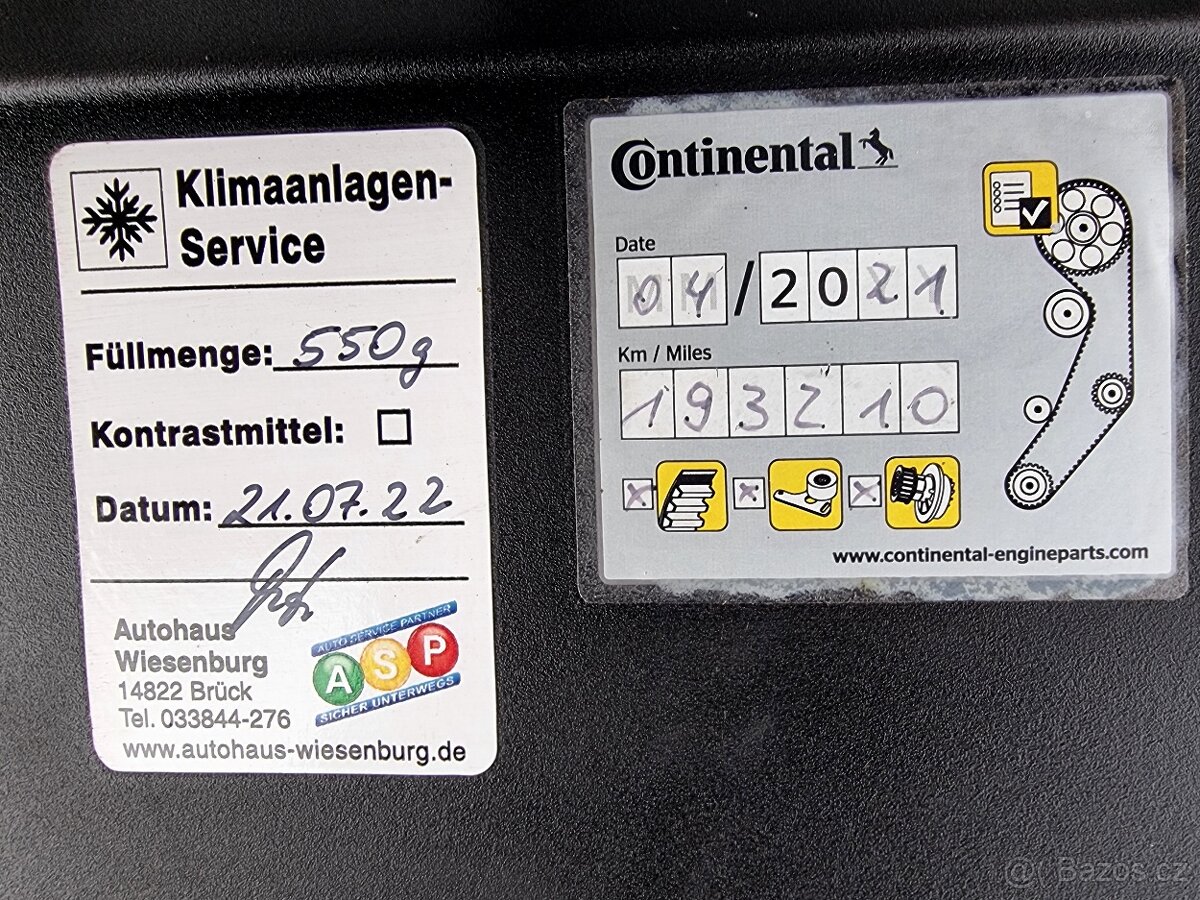 Klimaanlagen-
Service
Füllmenge: 550g
Kontrastmittel:
Datum: 21.07.22
Autohaus
Wiesenburg
14822 Brück
Tel. 033844-276
www.autohaus-wiesenburg.de
AUTO SERVICE PARTNER
ASP
SICHER UNTERWEGS
Continental
Date
04/2021
Km / Miles
193210
www.continental-engineparts.com
@ Bazos.cz